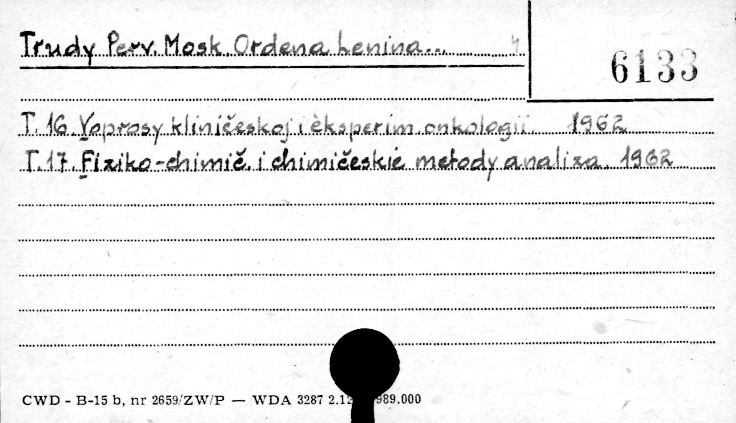 Trudy Perv. Mosk Ordena Lenina... 4
6133
T. 16 Voprosy kliničeskoj i èksperim. onkologii. 1962
T. 17. Fiziko-chimič. i chimičeskie metody analiza. 1962
CWD - B-15 b, nr 2659/ZW/P — WDA 3287 2.12 989.000